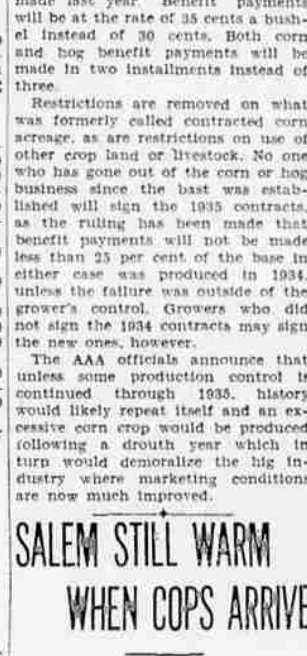 made last year. Benefit payments
will be at the rate of 35 cents a bush-
el instead of 30 cents. Both corn
and hog benefit payments will be
made in two installments instead of
three.
Restrictions are removed on what
was formerly called contracted corn
acreage, as are restrictions on use of
other crop land or livestock. No one
who has gone out of the corn or hog
business since the bast was estab-
lished will sign the 1935 contracts,
as the ruling has been made that
benefit payments will not be made
less than 25 per cent. of the base in
either case was produced in 1934,
unless the failure was outside of the
grower's control. Growers who did
not sign the 1934 contracts may sign
the new ones, however.
The AAA officials announce that
unless some production control is
continued through 1935, history
would likely repeat itself and an ex-
cessive corn crop would be produced
following a drouth year which in
turn would demoralize the hig in-
dustry where marketing conditions
are now much improved.
SALEM STILL WARM
WHEN COPS ARRIVE